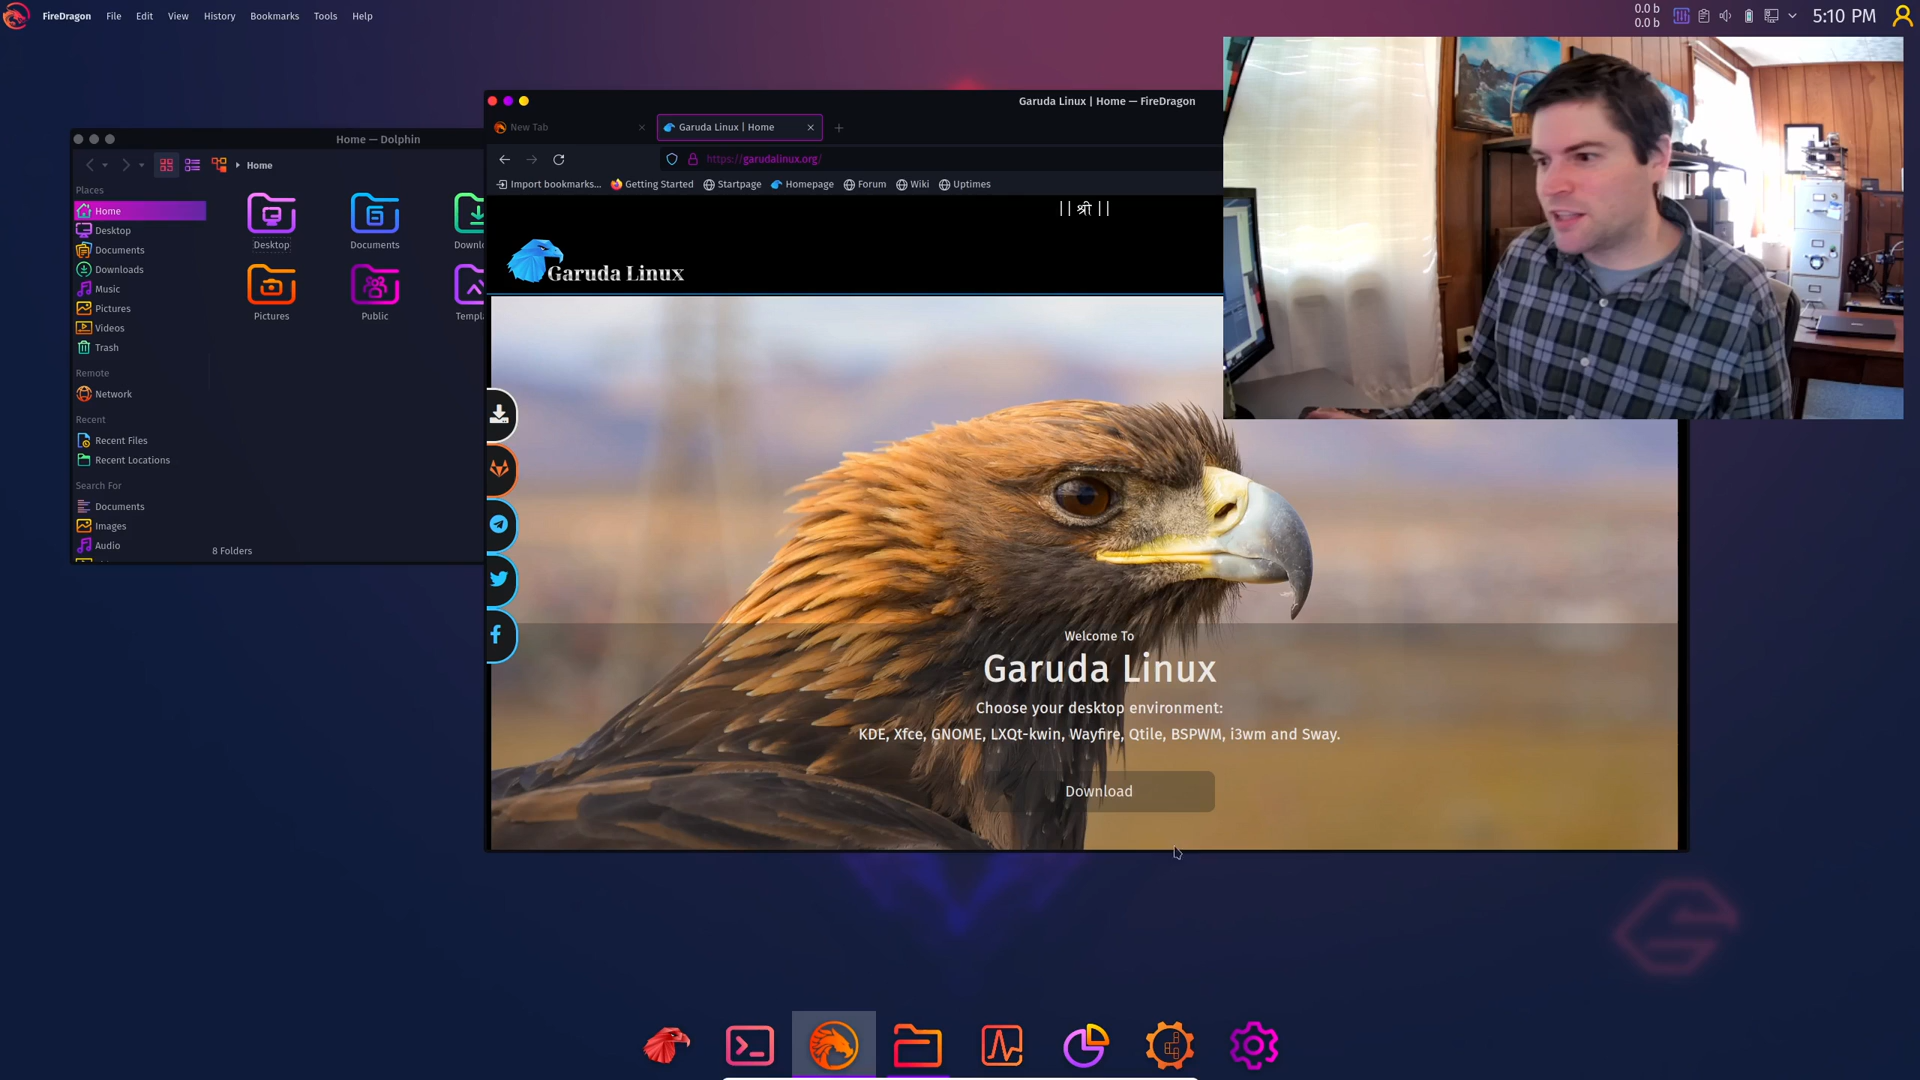 FireDragon File Edit View History Bookmarks Tools Help
0.0 b
0.0 b
5:10 PM
Garuda Linux | Home — FireDragon
New Tab
Garuda Linux | Home
https://garudalinux.org/
Import bookmarks... Getting Started Startpage Homepage Forum Wiki Uptimes
|| श्री ||
Garuda Linux
Welcome To
Garuda Linux
Choose your desktop environment:
KDE, Xfce, GNOME, LXQt-kwin, Wayfire, Qtile, BSPWM, i3wm and Sway.
Download
Home — Dolphin
Home
Places
Home
Desktop
Documents
Downloads
Music
Pictures
Videos
Trash
Remote
Network
Recent
Recent Files
Recent Locations
Search For
Documents
Images
Audio
Desktop Documents Downlo
Pictures Public Templa
8 Folders